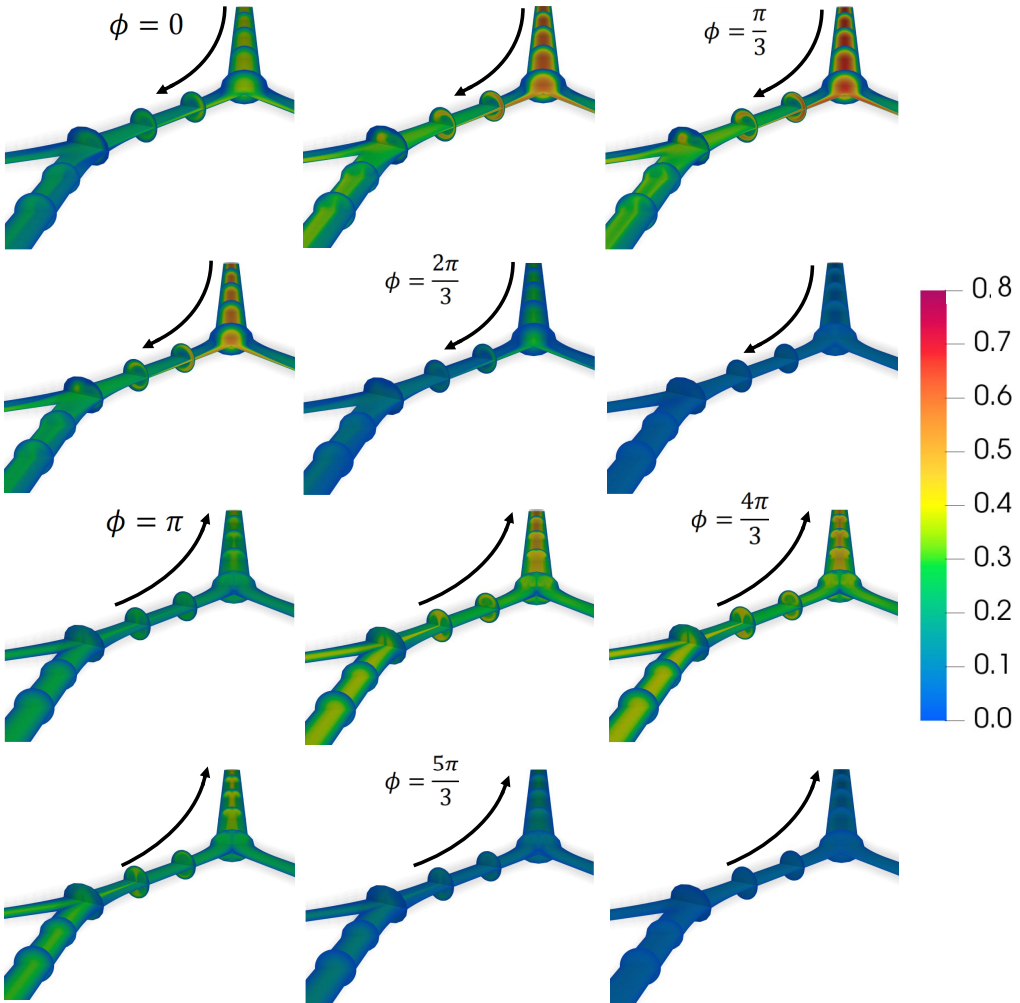 ϕ = 0
ϕ = π/3
ϕ = 2π/3
0.8
0.7
0.6
0.5
0.4
0.3
0.2
0.1
0.0
ϕ = π
ϕ = 4π/3
ϕ = 5π/3